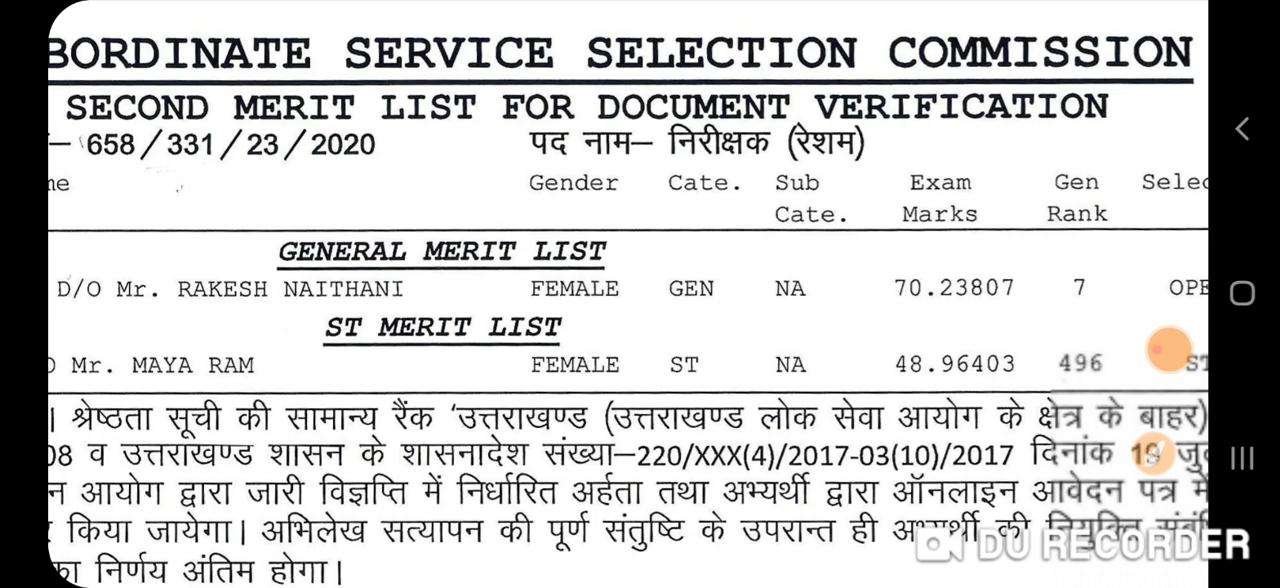 BORDINATE SERVICE SELECTION COMMISSION
SECOND MERIT LIST FOR DOCUMENT VERIFICATION
–658/331/23/2020 पद नाम– निरीक्षक (रेशम)
me Gender Cate. Sub Cate. Exam Marks Gen Rank Selec
GENERAL MERIT LIST
D/O Mr. RAKESH NAITHANI FEMALE GEN NA 70.23807 7 OPE
ST MERIT LIST
O Mr. MAYA RAM FEMALE ST NA 48.96403 496 ST
। श्रेष्ठता सूची की सामान्य रैंक 'उत्तराखण्ड (उत्तराखण्ड लोक सेवा आयोग के क्षेत्र के बाहर)
08 व उत्तराखण्ड शासन के शासनादेश संख्या–220/XXX(4)/2017-03(10)/2017 दिनांक 19 जु
न आयोग द्वारा जारी विज्ञप्ति में निर्धारित अर्हता तथा अभ्यर्थी द्वारा ऑनलाइन आवेदन पत्र में
किया जायेगा। अभिलेख सत्यापन की पूर्ण संतुष्टि के उपरान्त ही अभ्यर्थी की नियुक्ति
का निर्णय अंतिम होगा।
DU RECORDER